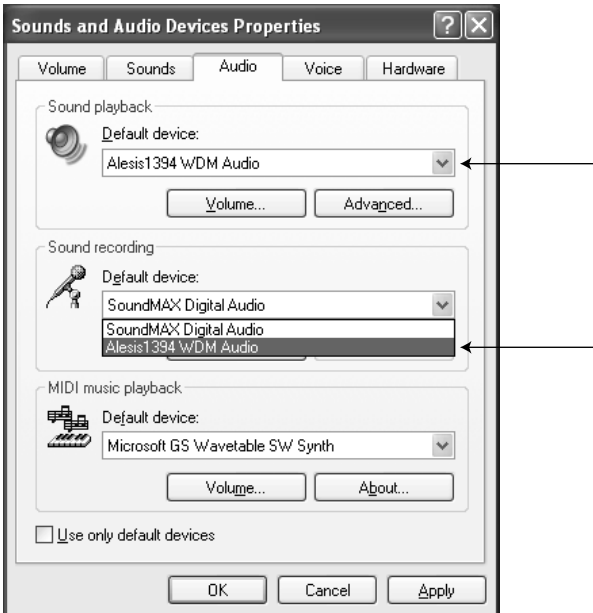 Sounds and Audio Devices Properties
Volume Sounds Audio Voice Hardware
Sound playback
Default device:
Alesis1394 WDM Audio
Volume... Advanced...
Sound recording
Default device:
SoundMAX Digital Audio
SoundMAX Digital Audio
Alesis1394 WDM Audio
MIDI music playback
Default device:
Microsoft GS Wavetable SW Synth
Volume... About...
Use only default devices
OK Cancel Apply